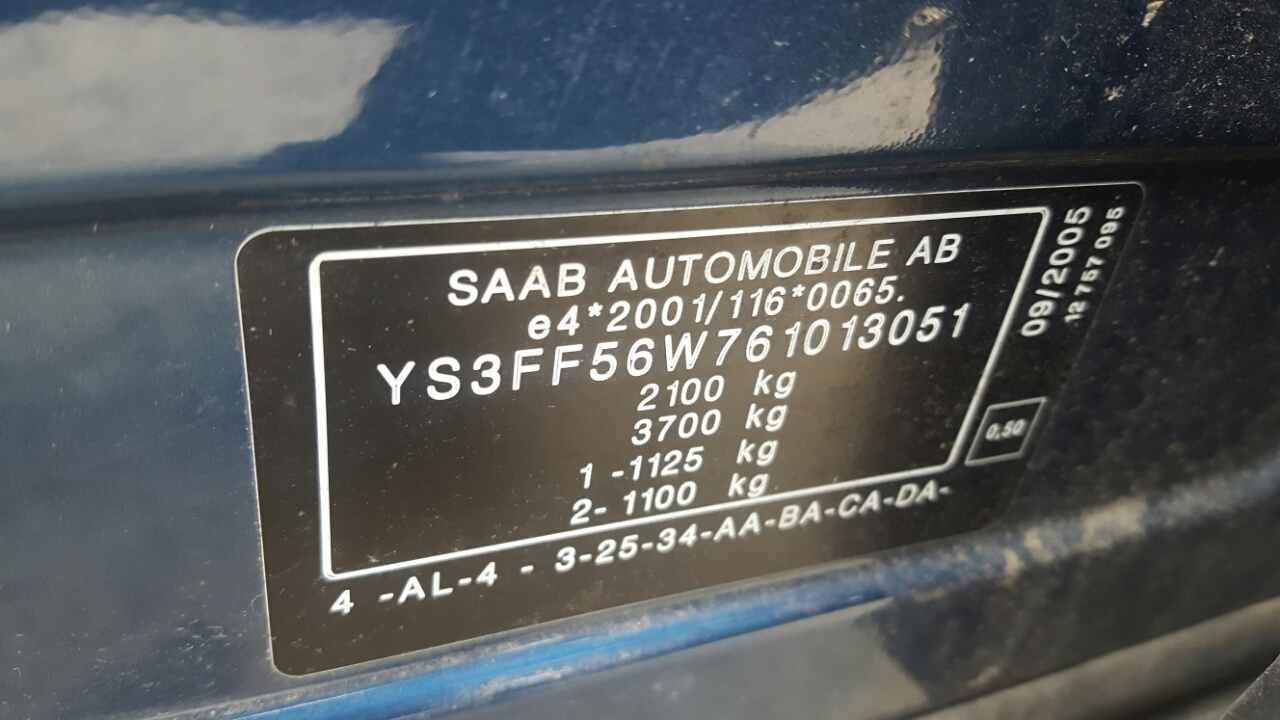 SAAB AUTOMOBILE AB
e4*2001/116*0065.
YS3FF56W761013051
2100 kg
3700 kg
1 -1125 kg
2- 1100 kg
4 -AL-4 - 3-25-34-AA-BA-CA-DA-
09/2005
12 757 095
0,50